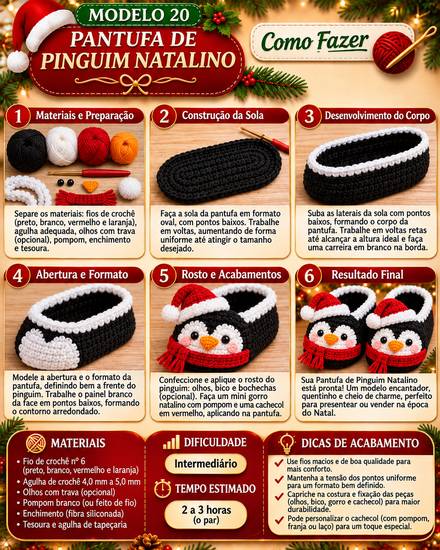 MODELO 20
PANTUFA DE
PINGUIM NATALINO
Como Fazer
1 Materiais e Preparação
Separe os materiais: fios de crochê
(preto, branco, vermelho e laranja),
agulha adequada, olhos com trava
(opcional), pompom, enchimento
e tesoura.
2 Construção da Sola
Faça a sola da pantufa em formato
oval, com pontos baixos. Trabalhe
em voltas, aumentando de forma
uniforme até atingir o tamanho
desejado.
3 Desenvolvimento do Corpo
Suba as laterais da sola com pontos
baixos, formando o corpo da
pantufa. Trabalhe em voltas retas
até alcançar a altura ideal e faça
uma carreira em branco na borda.
4 Abertura e Formato
Modele a abertura e o formato da
pantufa, definindo bem a frente do
pinguim. Trabalhe o painel branco
da face em pontos baixos, formando
o contorno arredondado.
5 Rosto e Acabamentos
Confeccione e aplique o rosto do
pinguim: olhos, bico e bochechas
(opcional). Faça um mini gorro
natalino com pompom e uma cachecol
em vermelho, aplicando na pantufa.
6 Resultado Final
Sua Pantufa de Pinguim Natalino
está pronta! Um modelo encantador,
quentinho e cheio de charme, perfeito
para presentear ou vender na época
do Natal.
MATERIAIS
• Fio de crochê nº 6
(preto, branco, vermelho e laranja)
• Agulha de crochê 4,0 mm a 5,0 mm
• Olhos com trava (opcional)
• Pompom branco (ou feito de fio)
• Enchimento (fibra siliconada)
• Tesoura e agulha de tapeçaria
DIFICULDADE
Intermediário
TEMPO ESTIMADO
2 a 3 horas
(o par)
DICAS DE ACABAMENTO
✓ Use fios macios e de boa qualidade para
mais conforto.
✓ Mantenha a tensão dos pontos uniforme
para um formato bem definido.
✓ Capriche na costura e fixação das peças
(olhos, bico, gorro e cachecol) para maior
durabilidade.
✓ Pode personalizar o cachecol (com pompom,
franja ou laço) para um toque especial.